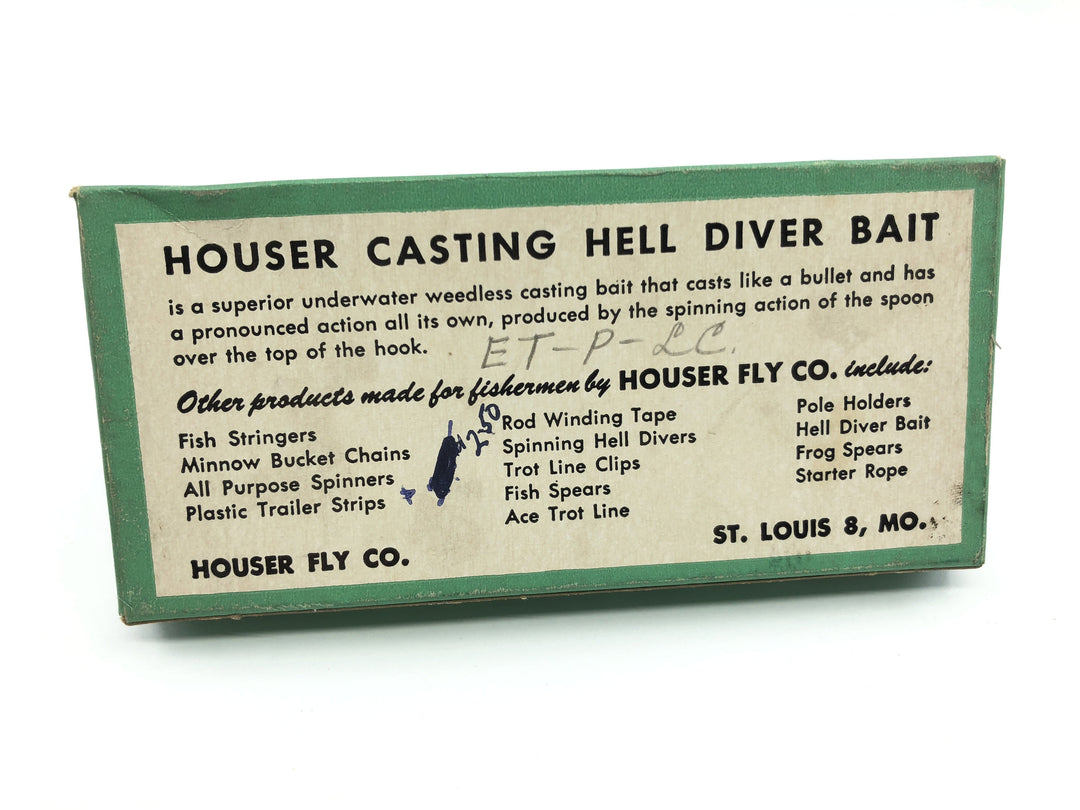 HOUSER CASTING HELL DIVER BAIT
is a superior underwater weedless casting bait that casts like a bullet and has
a pronounced action all its own, produced by the spinning action of the spoon
over the top of the hook.
ET-P-LC.
Other products made for fishermen by HOUSER FLY CO. include:
Fish Stringers
Minnow Bucket Chains
All Purpose Spinners
Plastic Trailer Strips
250
Rod Winding Tape
Spinning Hell Divers
Trot Line Clips
Fish Spears
Ace Trot Line
Pole Holders
Hell Diver Bait
Frog Spears
Starter Rope
HOUSER FLY CO.
ST. LOUIS 8, MO.